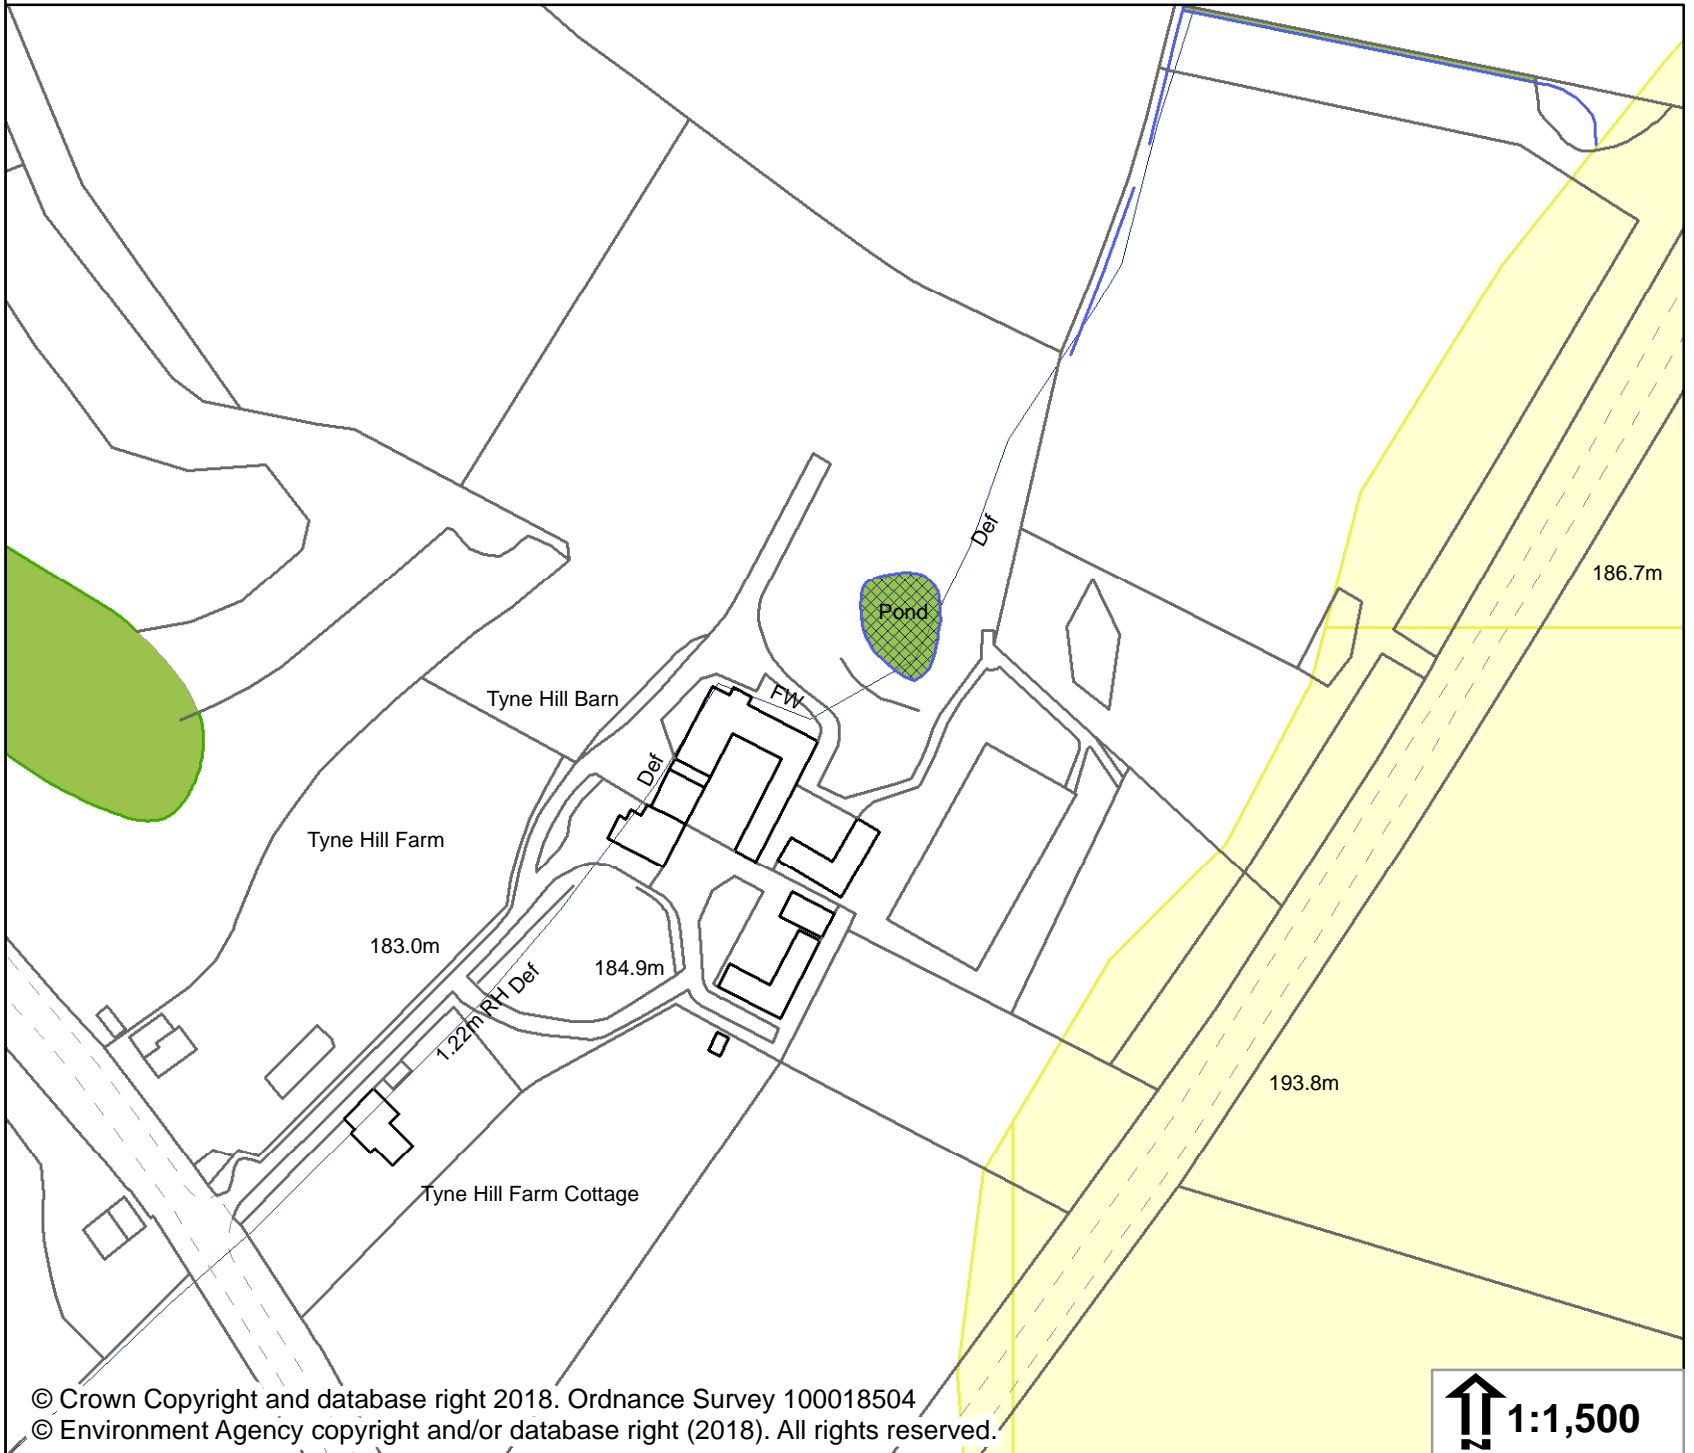 Def
186.7m
Pond
Tyne Hill Barn
FW
Def
Tyne Hill Farm
183.0m
184.9m
1.22m RH Def
193.8m
Tyne Hill Farm Cottage
© Crown Copyright and database right 2018. Ordnance Survey 100018504
© Environment Agency copyright and/or database right (2018). All rights reserved.
N
1:1,500